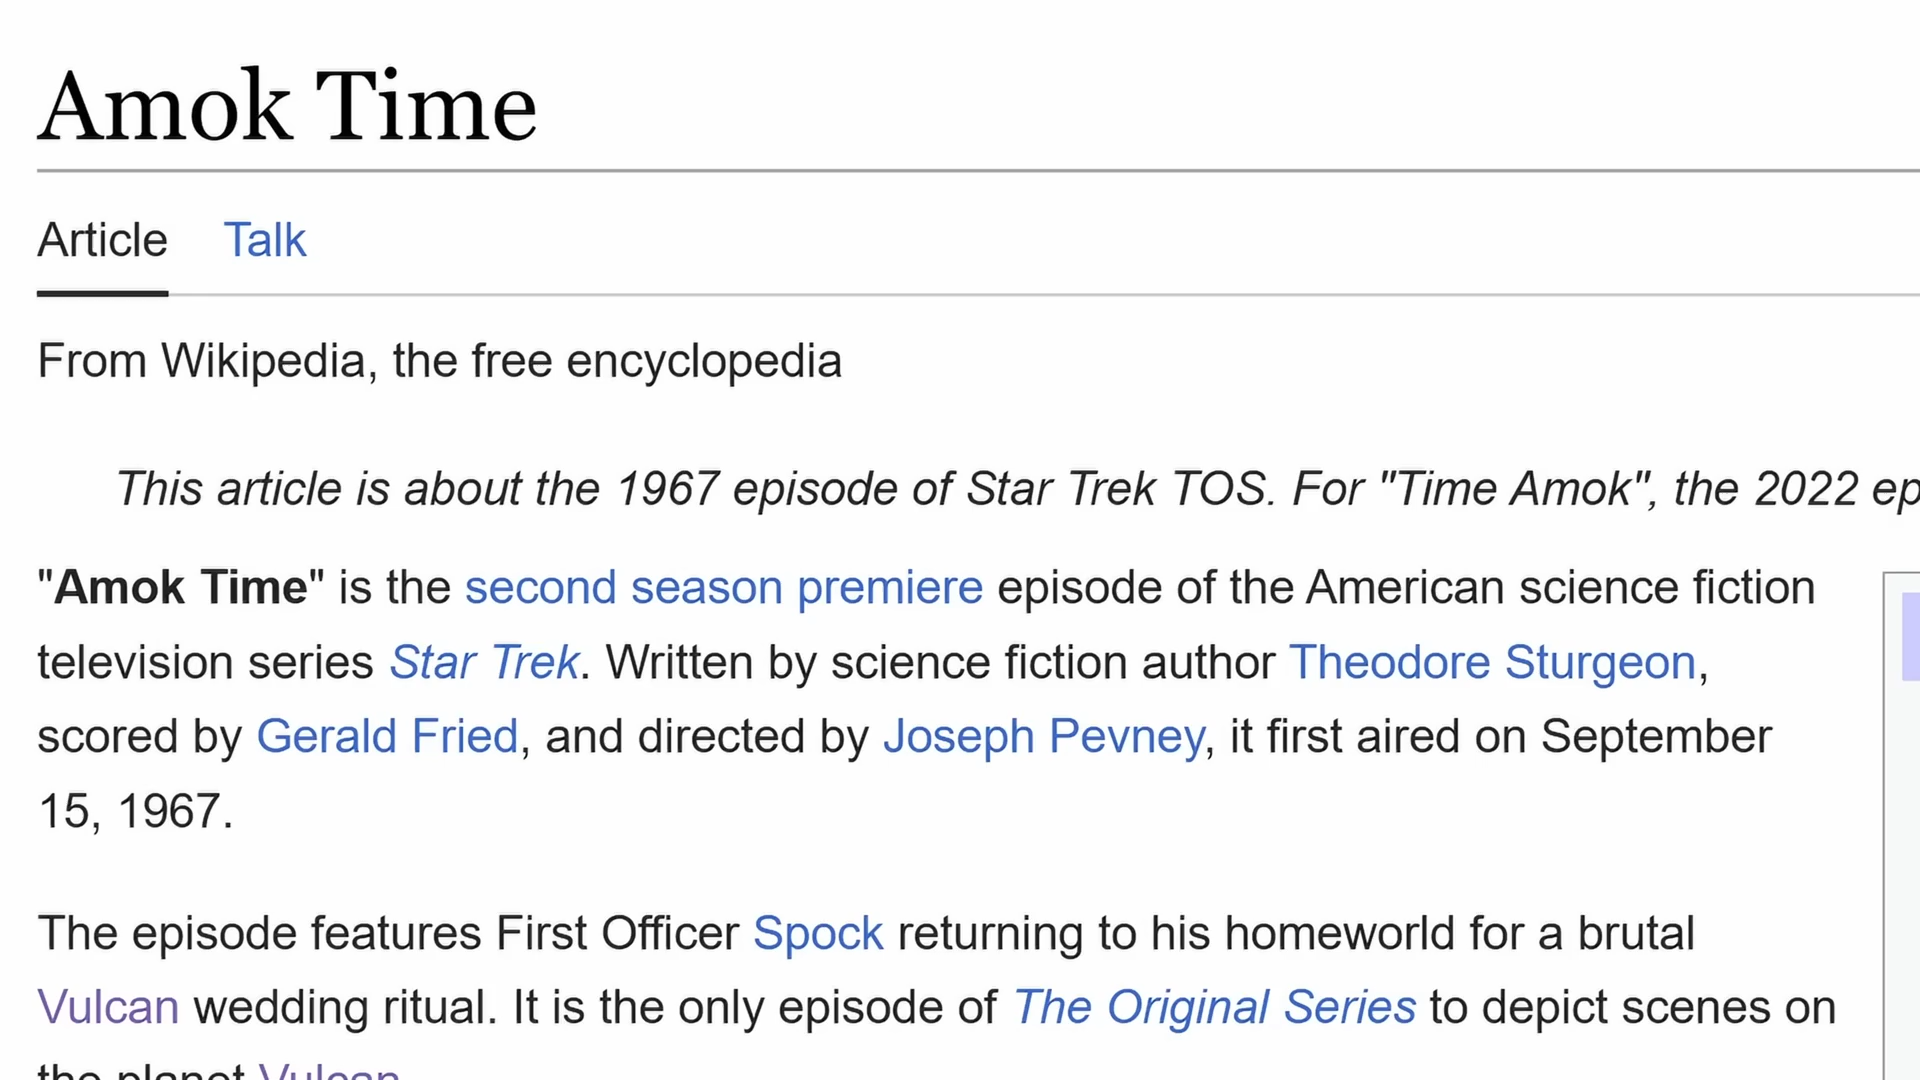 Amok Time
Article Talk
From Wikipedia, the free encyclopedia
This article is about the 1967 episode of Star Trek TOS. For "Time Amok", the 2022 ep
"Amok Time" is the second season premiere episode of the American science fiction
television series Star Trek. Written by science fiction author Theodore Sturgeon,
scored by Gerald Fried, and directed by Joseph Pevney, it first aired on September
15, 1967.
The episode features First Officer Spock returning to his homeworld for a brutal
Vulcan wedding ritual. It is the only episode of The Original Series to depict scenes on
the planet Vulcan.